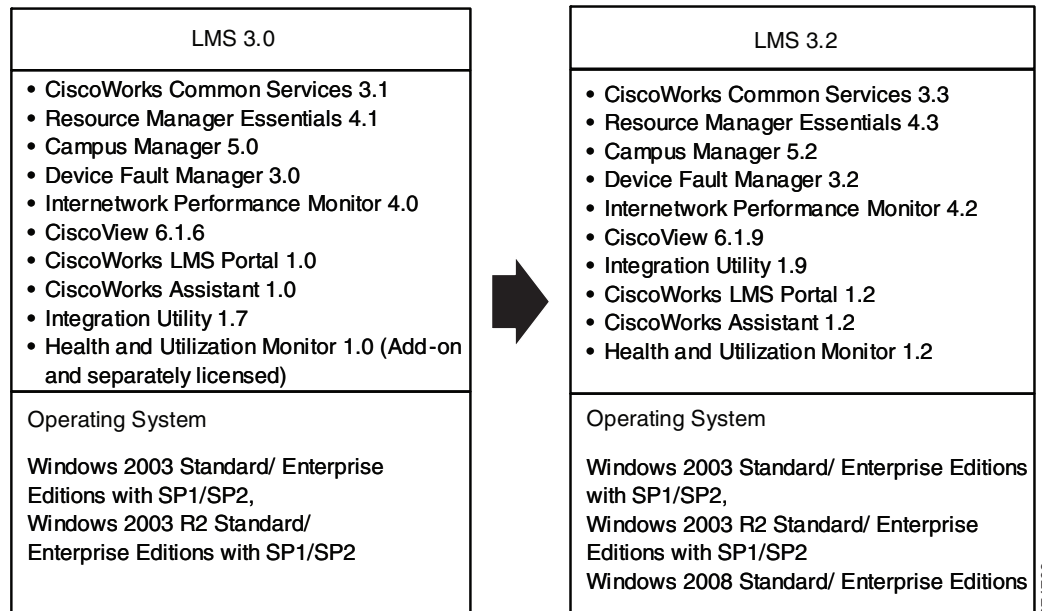 LMS 3.0
• CiscoWorks Common Services 3.1
• Resource Manager Essentials 4.1
• Campus Manager 5.0
• Device Fault Manager 3.0
• Internetwork Performance Monitor 4.0
• CiscoView 6.1.6
• CiscoWorks LMS Portal 1.0
• CiscoWorks Assistant 1.0
• Integration Utility 1.7
• Health and Utilization Monitor 1.0 (Add-on
and separately licensed)
Operating System
Windows 2003 Standard/ Enterprise
Editions with SP1/SP2,
Windows 2003 R2 Standard/
Enterprise Editions with SP1/SP2
LMS 3.2
• CiscoWorks Common Services 3.3
• Resource Manager Essentials 4.3
• Campus Manager 5.2
• Device Fault Manager 3.2
• Internetwork Performance Monitor 4.2
• CiscoView 6.1.9
• Integration Utility 1.9
• CiscoWorks LMS Portal 1.2
• CiscoWorks Assistant 1.2
• Health and Utilization Monitor 1.2
Operating System
Windows 2003 Standard/ Enterprise Editions
with SP1/SP2,
Windows 2003 R2 Standard/ Enterprise
Editions with SP1/SP2
Windows 2008 Standard/ Enterprise Editions